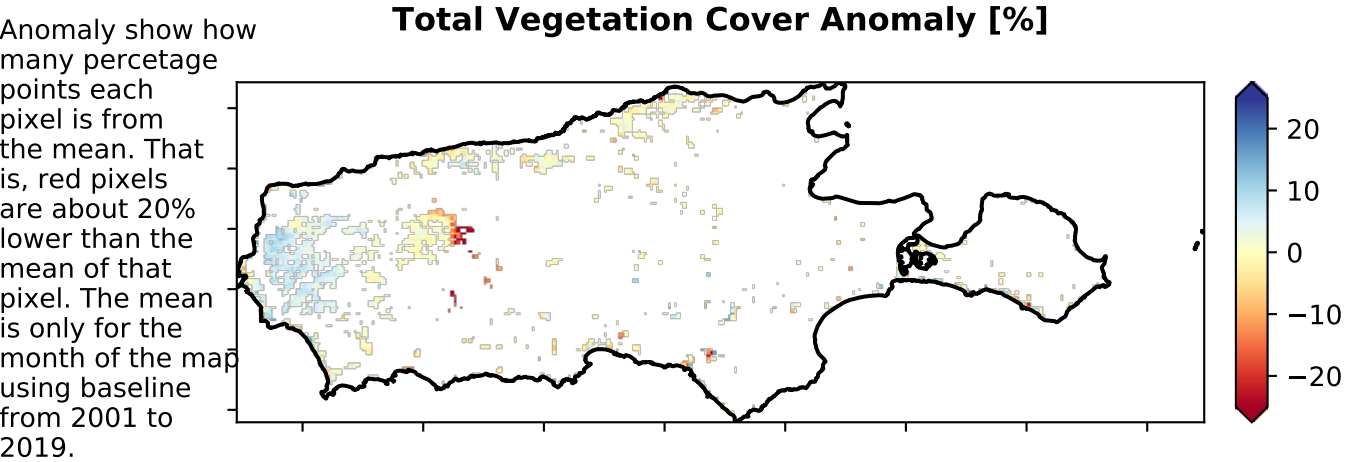 Total Vegetation Cover Anomaly [%]
Anomaly show how
many percetage
points each
pixel is from
the mean. That
is, red pixels
are about 20%
lower than the
mean of that
pixel. The mean
is only for the
month of the map
using baseline
from 2001 to
2019.
20
10
0
−10
−20